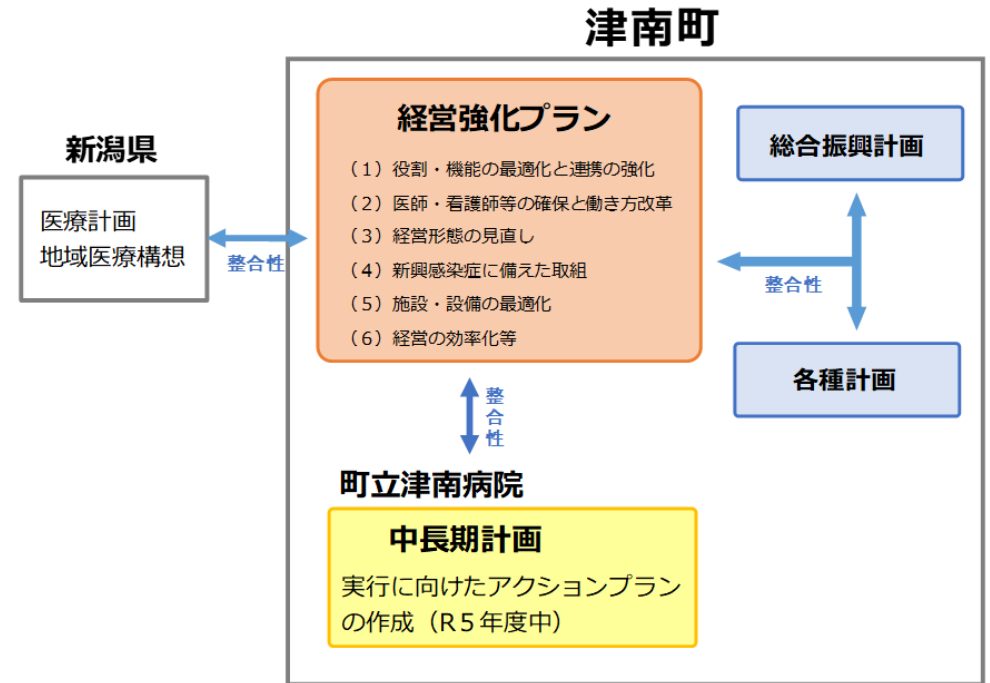 津南町
新潟県
医療計画
地域医療構想
整合性
経営強化プラン
（1）役割・機能の最適化と連携の強化
（2）医師・看護師等の確保と働き方改革
（3）経営形態の見直し
（4）新興感染症に備えた取組
（5）施設・設備の最適化
（6）経営の効率化等
総合振興計画
整合性
各種計画
整合性
町立津南病院
中長期計画
実行に向けたアクションプラン
の作成（R５年度中）